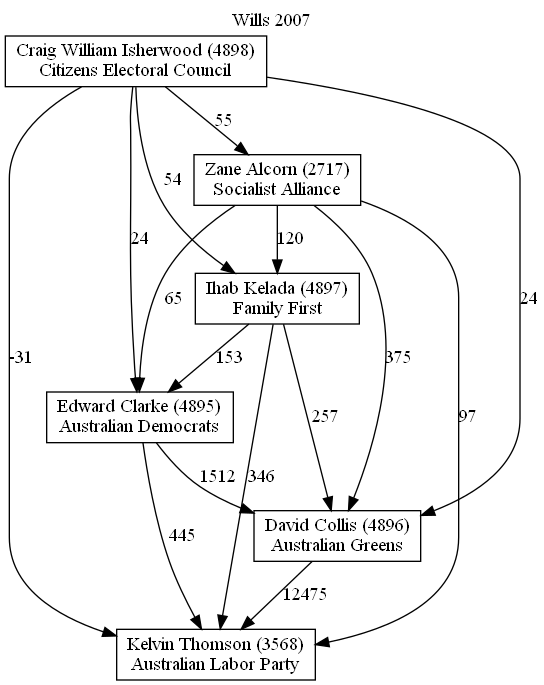 Wills 2007
Craig William Isherwood (4898)
Citizens Electoral Council
55
Zane Alcorn (2717)
Socialist Alliance
54
24
120
65
24
Ihab Kelada (4897)
Family First
-31
153
375
97
257
Edward Clarke (4895)
Australian Democrats
1512
346
445
David Collis (4896)
Australian Greens
12475
Kelvin Thomson (3568)
Australian Labor Party